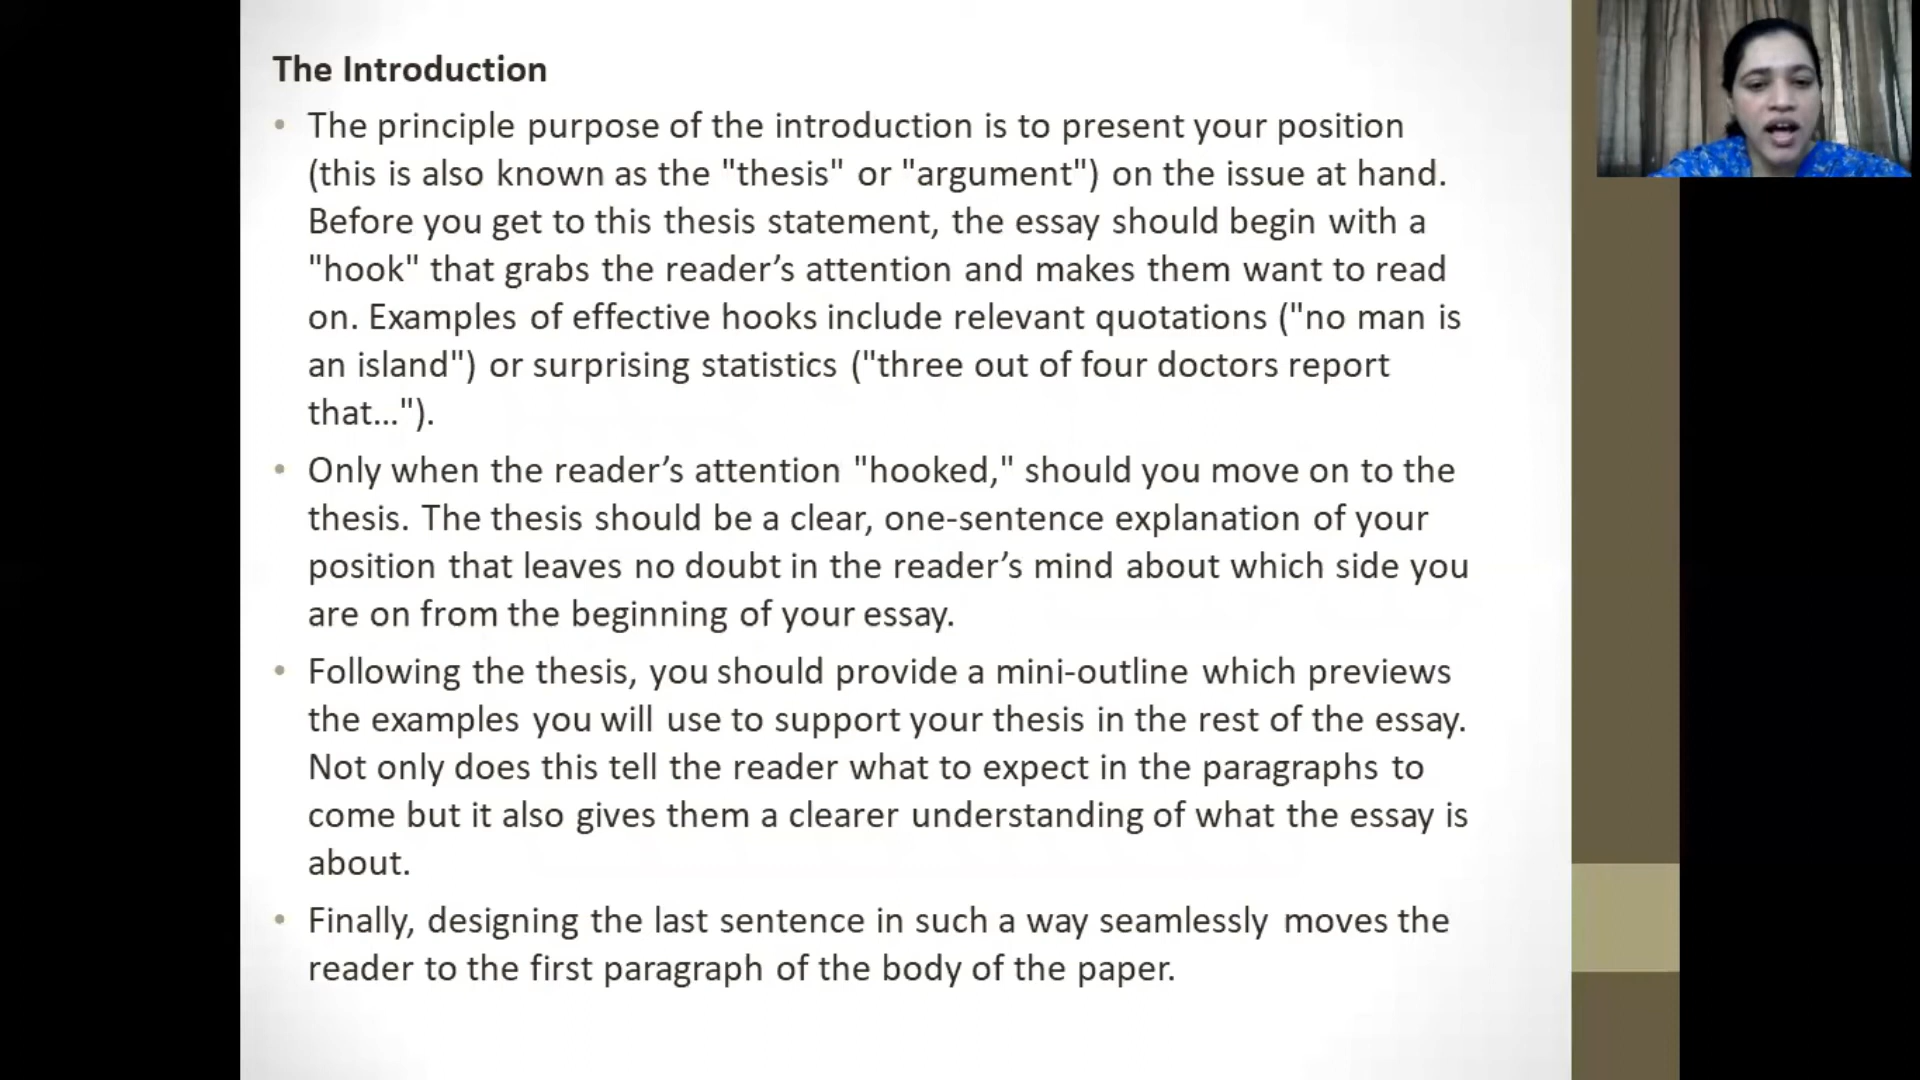 The Introduction
• The principle purpose of the introduction is to present your position
(this is also known as the "thesis" or "argument") on the issue at hand.
Before you get to this thesis statement, the essay should begin with a
"hook" that grabs the reader’s attention and makes them want to read
on. Examples of effective hooks include relevant quotations ("no man is
an island") or surprising statistics ("three out of four doctors report
that…").
• Only when the reader’s attention "hooked," should you move on to the
thesis. The thesis should be a clear, one-sentence explanation of your
position that leaves no doubt in the reader’s mind about which side you
are on from the beginning of your essay.
• Following the thesis, you should provide a mini-outline which previews
the examples you will use to support your thesis in the rest of the essay.
Not only does this tell the reader what to expect in the paragraphs to
come but it also gives them a clearer understanding of what the essay is
about.
• Finally, designing the last sentence in such a way seamlessly moves the
reader to the first paragraph of the body of the paper.